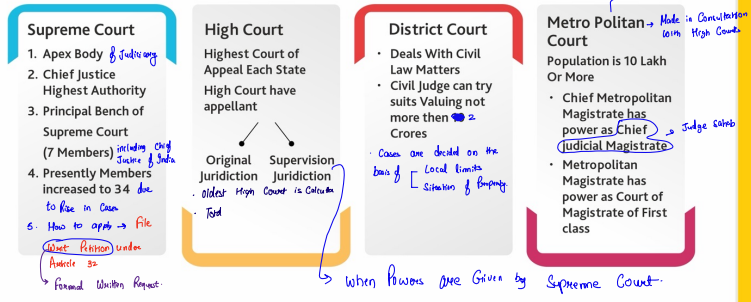 Supreme Court
1. Apex Body of Judiciary
2. Chief Justice
Highest Authority
3. Principal Bench of
Supreme Court
(7 Members) including Chief
Justice of India
4. Presently Members
increased to 34 due
to Rise in Cases
5. How to apply → File
Writ Petition under
Article 32
Formal Written Request.
High Court
Highest Court of
Appeal Each State
High Court have
appellant
Original
Juridiction
Supervision
Juridiction
• Oldest High Court is Calcutta
• Total
District Court
• Deals With Civil
Law Matters
• Civil Judge can try
suits Valuing not
more then 2
Crores
• Cases are decided on the
basis of
Local limits
Situation of Property.
Metro Politan
Court
→ Made in Consultation
with High Courts
Population is 10 Lakh
Or More
• Chief Metropolitan
Magistrate has
power as Chief
judicial Magistrate
Judge Saheb
• Metropolitan
Magistrate has
power as Court of
Magistrate of First
class
when Powers are Given by Supreme Court.